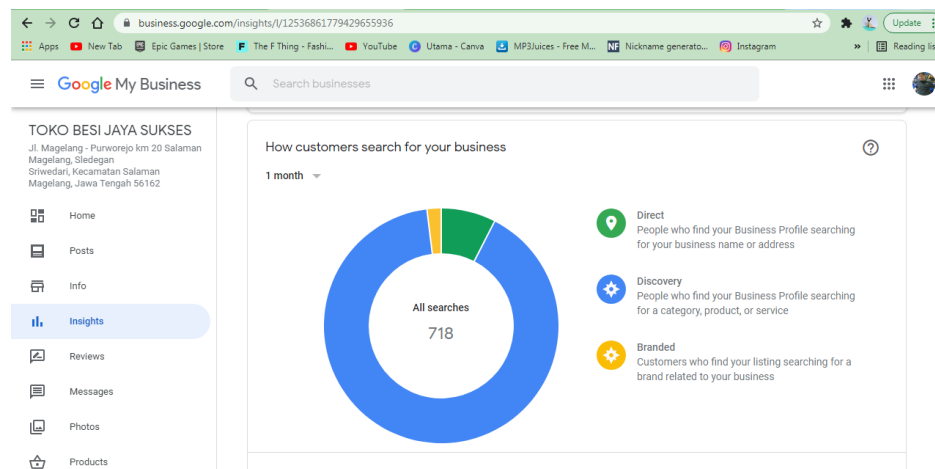 business.google.com/insights/l/12536861779429655936
Update
Apps
New Tab
Epic Games | Store
The F Thing - Fashi...
YouTube
Utama - Canva
MP3Juices - Free M...
Nickname generato...
Instagram
»
Reading lis
Google My Business
Search businesses
TOKO BESI JAYA SUKSES
Jl. Magelang - Purworejo km 20 Salaman
Magelang, Sledegan
Sriwedari, Kecamatan Salaman
Magelang, Jawa Tengah 56162
Home
Posts
Info
Insights
Reviews
Messages
Photos
Products
How customers search for your business
1 month
All searches
718
Direct
People who find your Business Profile searching
for your business name or address
Discovery
People who find your Business Profile searching
for a category, product, or service
Branded
Customers who find your listing searching for a
brand related to your business